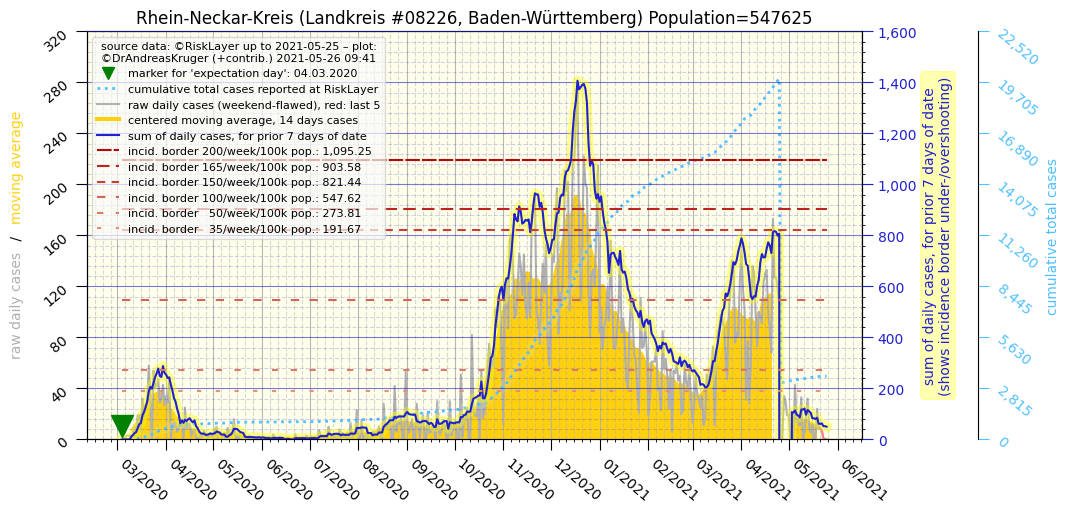 Rhein-Neckar-Kreis (Landkreis #08226, Baden-Württemberg) Population=547625
source data: ©RiskLayer up to 2021-05-25 – plot:
©DrAndreasKruger (+contrib.) 2021-05-26 09:41
marker for 'expectation day': 04.03.2020
cumulative total cases reported at RiskLayer
raw daily cases (weekend-flawed), red: last 5
centered moving average, 14 days cases
sum of daily cases, for prior 7 days of date
incid. border 200/week/100k pop.: 1,095.25
incid. border 165/week/100k pop.: 903.58
incid. border 150/week/100k pop.: 821.44
incid. border 100/week/100k pop.: 547.62
incid. border   50/week/100k pop.: 273.81
incid. border   35/week/100k pop.: 191.67
raw daily cases / moving average
320
280
240
200
160
120
80
40
0
03/2020
04/2020
05/2020
06/2020
07/2020
08/2020
09/2020
10/2020
11/2020
12/2020
01/2021
02/2021
03/2021
04/2021
05/2021
06/2021
1,600
1,400
1,200
1,000
800
600
400
200
0
sum of daily cases, for prior 7 days of date
(shows incidence border under-/overshooting)
22,520
19,705
16,890
14,075
11,260
8,445
5,630
2,815
0
cumulative total cases